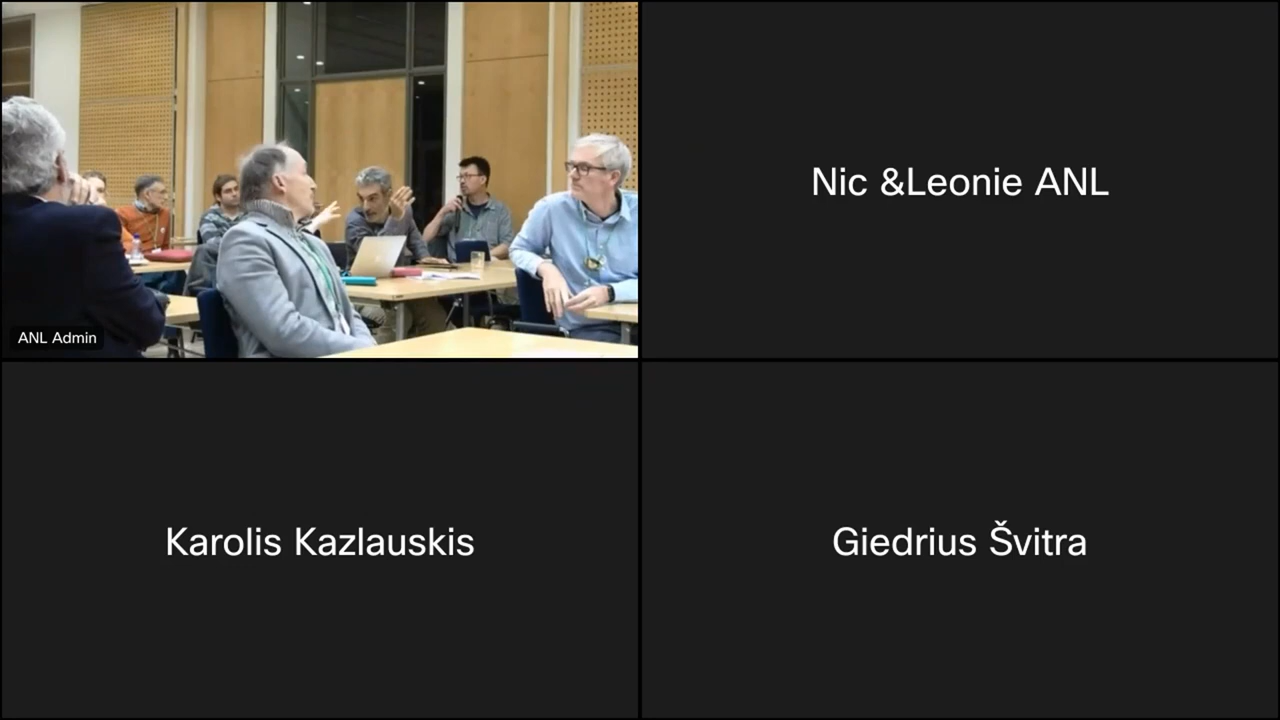 Nic &Leonie ANL
ANL Admin
Karolis Kazlauskis
Giedrius Švitra